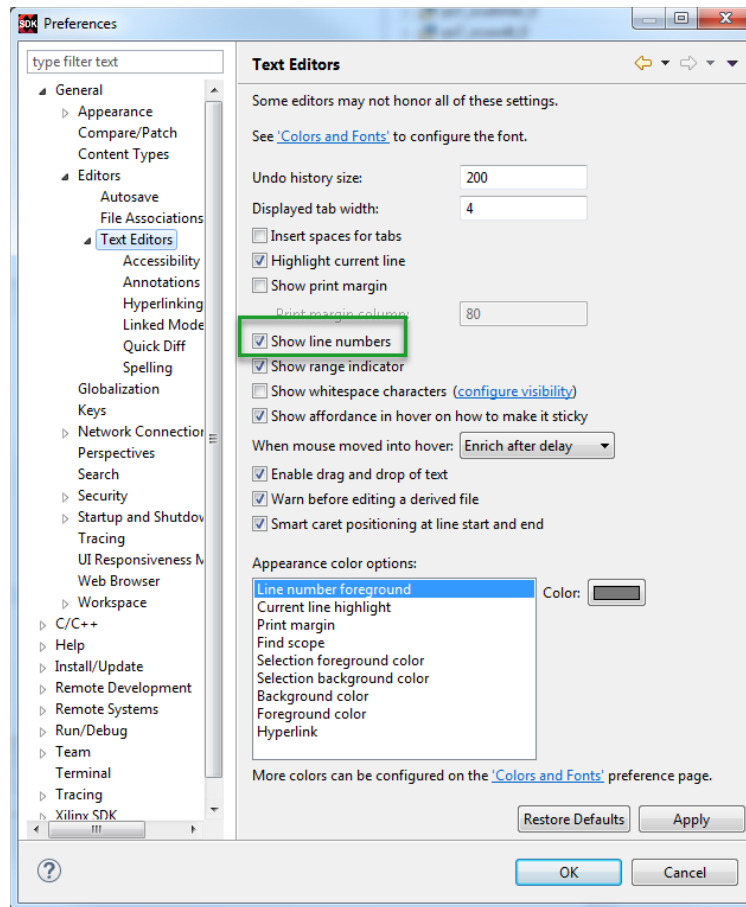 SDK Preferences
type filter text
General
Appearance
Compare/Patch
Content Types
Editors
Autosave
File Associations
Text Editors
Accessibility
Annotations
Hyperlinking
Linked Mode
Quick Diff
Spelling
Globalization
Keys
Network Connection
Perspectives
Search
Security
Startup and Shutdov
Tracing
UI Responsiveness M
Web Browser
Workspace
C/C++
Help
Install/Update
Remote Development
Remote Systems
Run/Debug
Team
Terminal
Tracing
Xilinx SDK
Text Editors
Some editors may not honor all of these settings.
See 'Colors and Fonts' to configure the font.
Undo history size: 200
Displayed tab width: 4
Insert spaces for tabs
Highlight current line
Show print margin
Print margin column: 80
Show line numbers
Show range indicator
Show whitespace characters (configure visibility)
Show affordance in hover on how to make it sticky
When mouse moved into hover: Enrich after delay
Enable drag and drop of text
Warn before editing a derived file
Smart caret positioning at line start and end
Appearance color options:
Line number foreground
Current line highlight
Print margin
Find scope
Selection foreground color
Selection background color
Background color
Foreground color
Hyperlink
Color:
More colors can be configured on the 'Colors and Fonts' preference page.
Restore Defaults Apply
OK Cancel